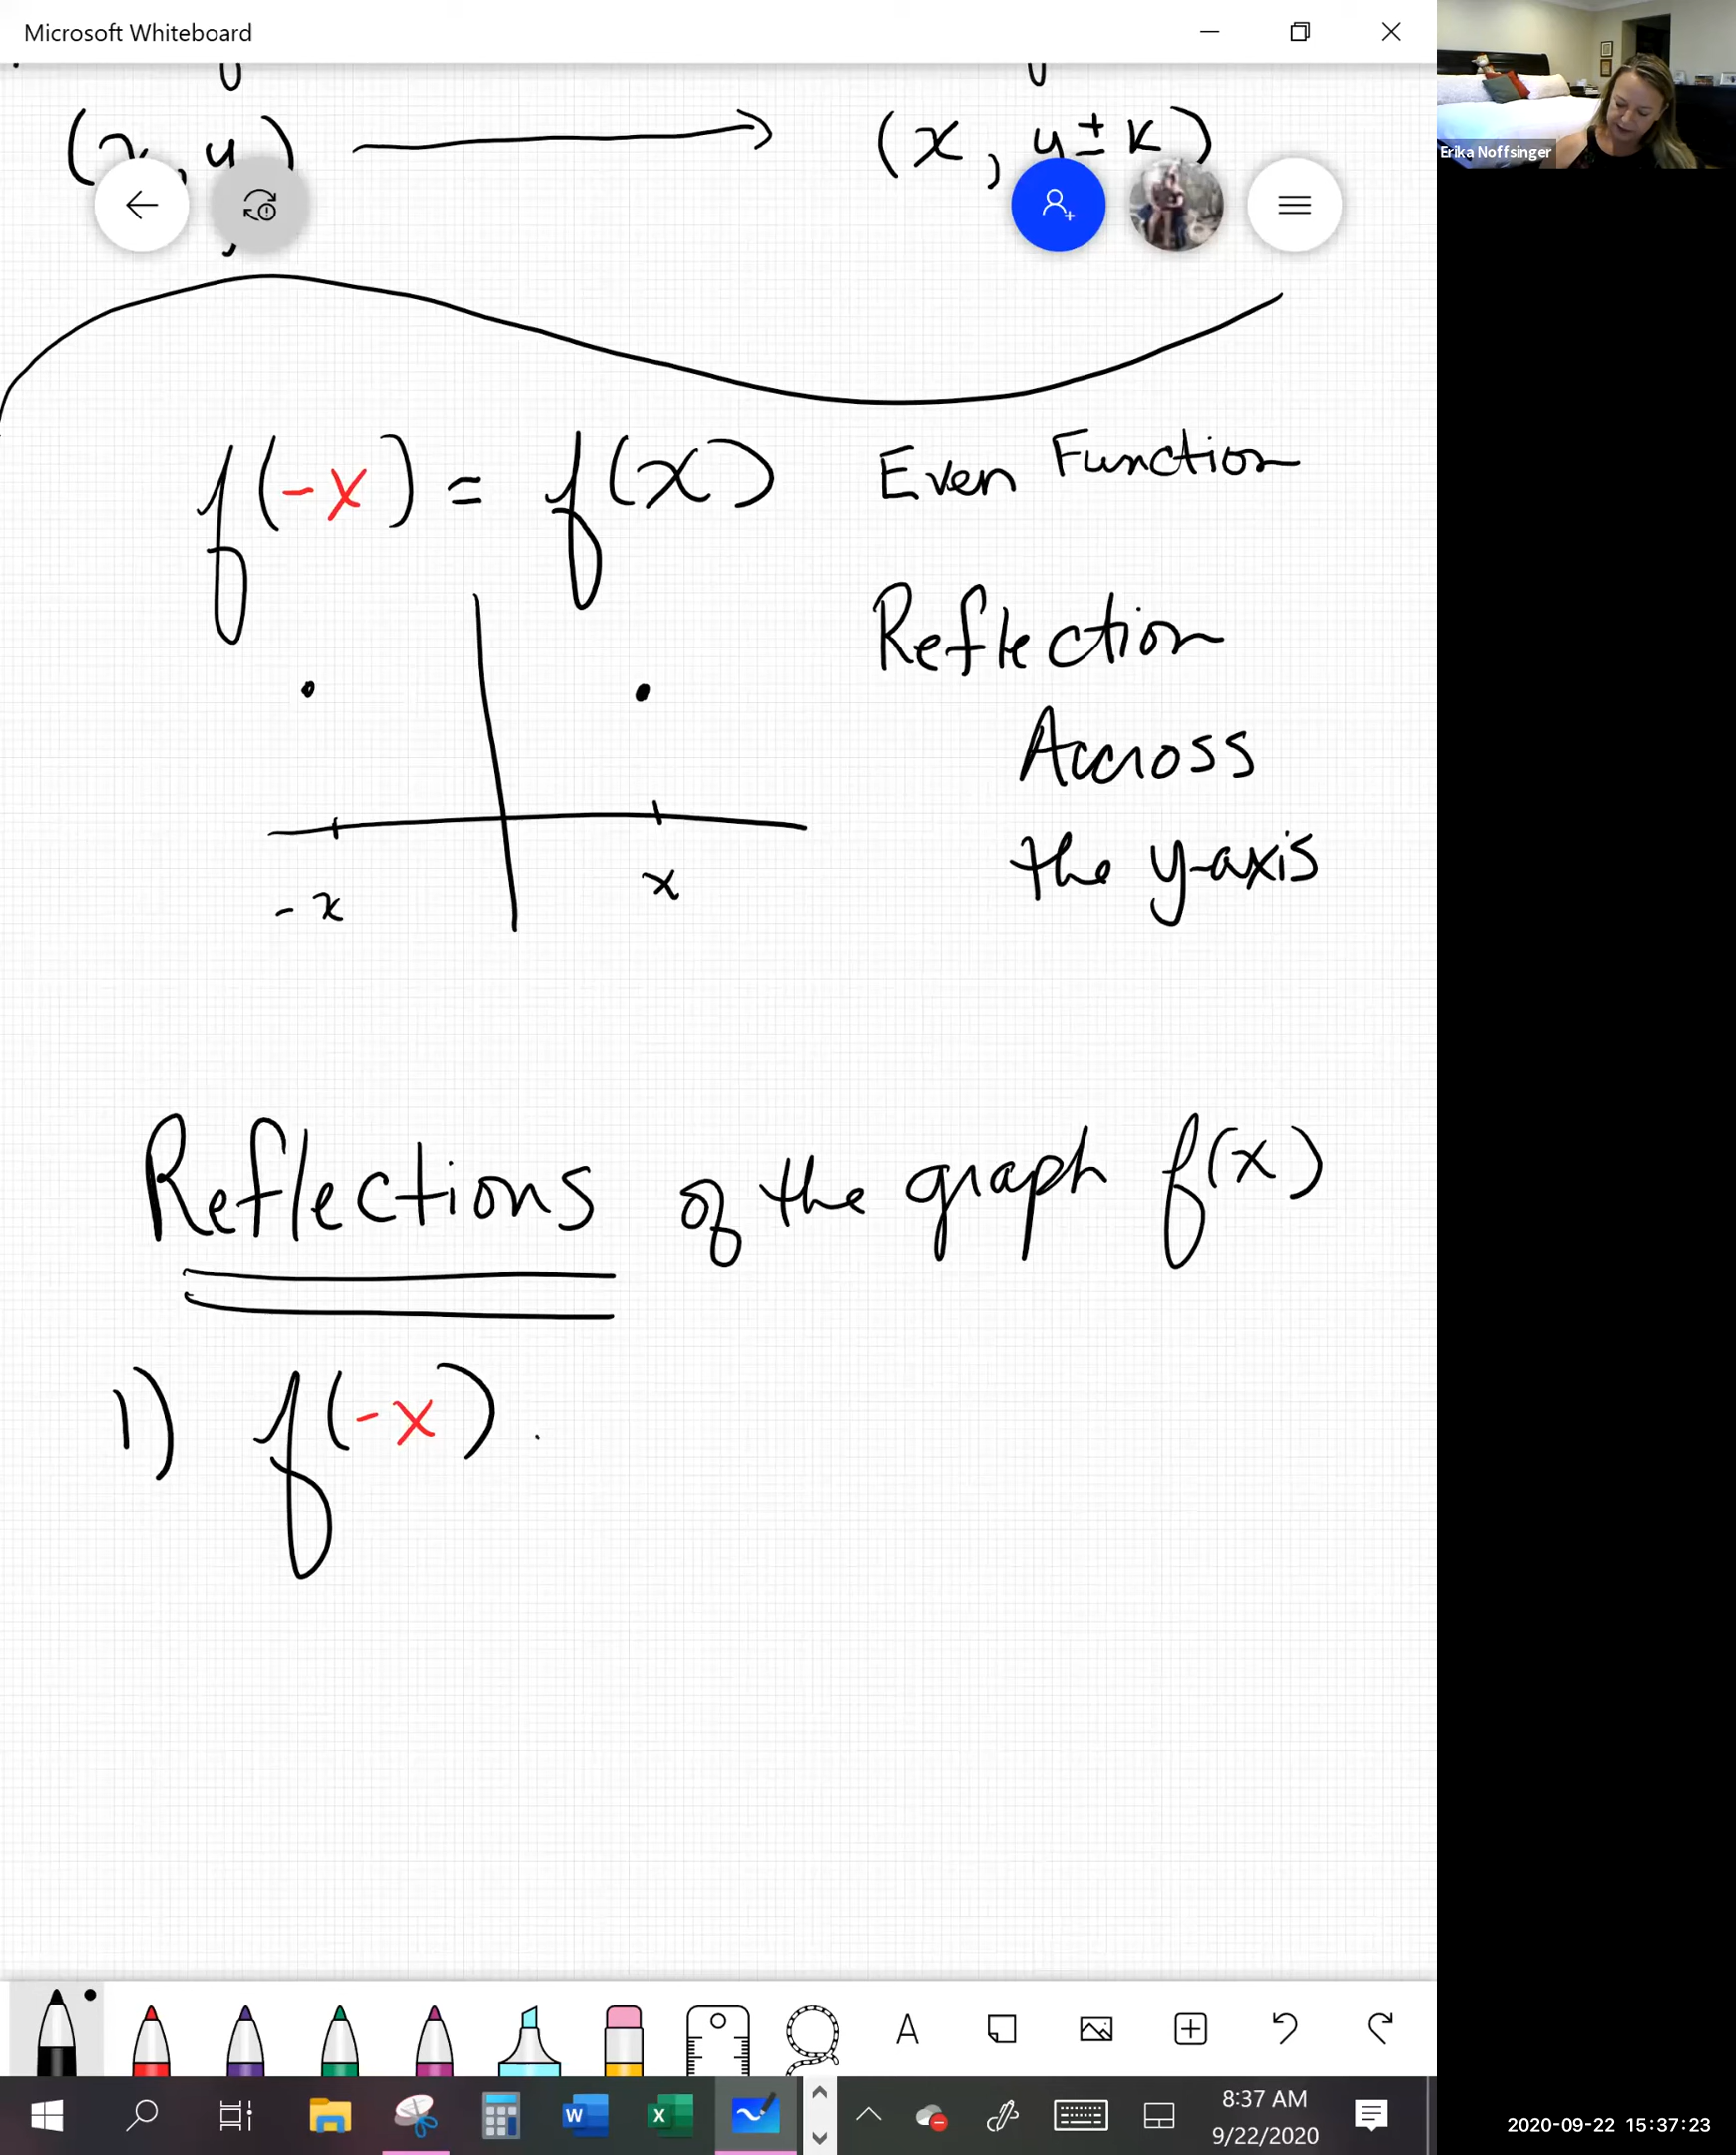 Microsoft Whiteboard
(x, y) → (x, y ± k)
Erika Noffsinger
f(-x) = f(x) Even Function
Reflection
Across
the y-axis
-x x
Reflections of the graph f(x)
1) f(-x).
8:37 AM
9/22/2020
2020-09-22 15:37:23